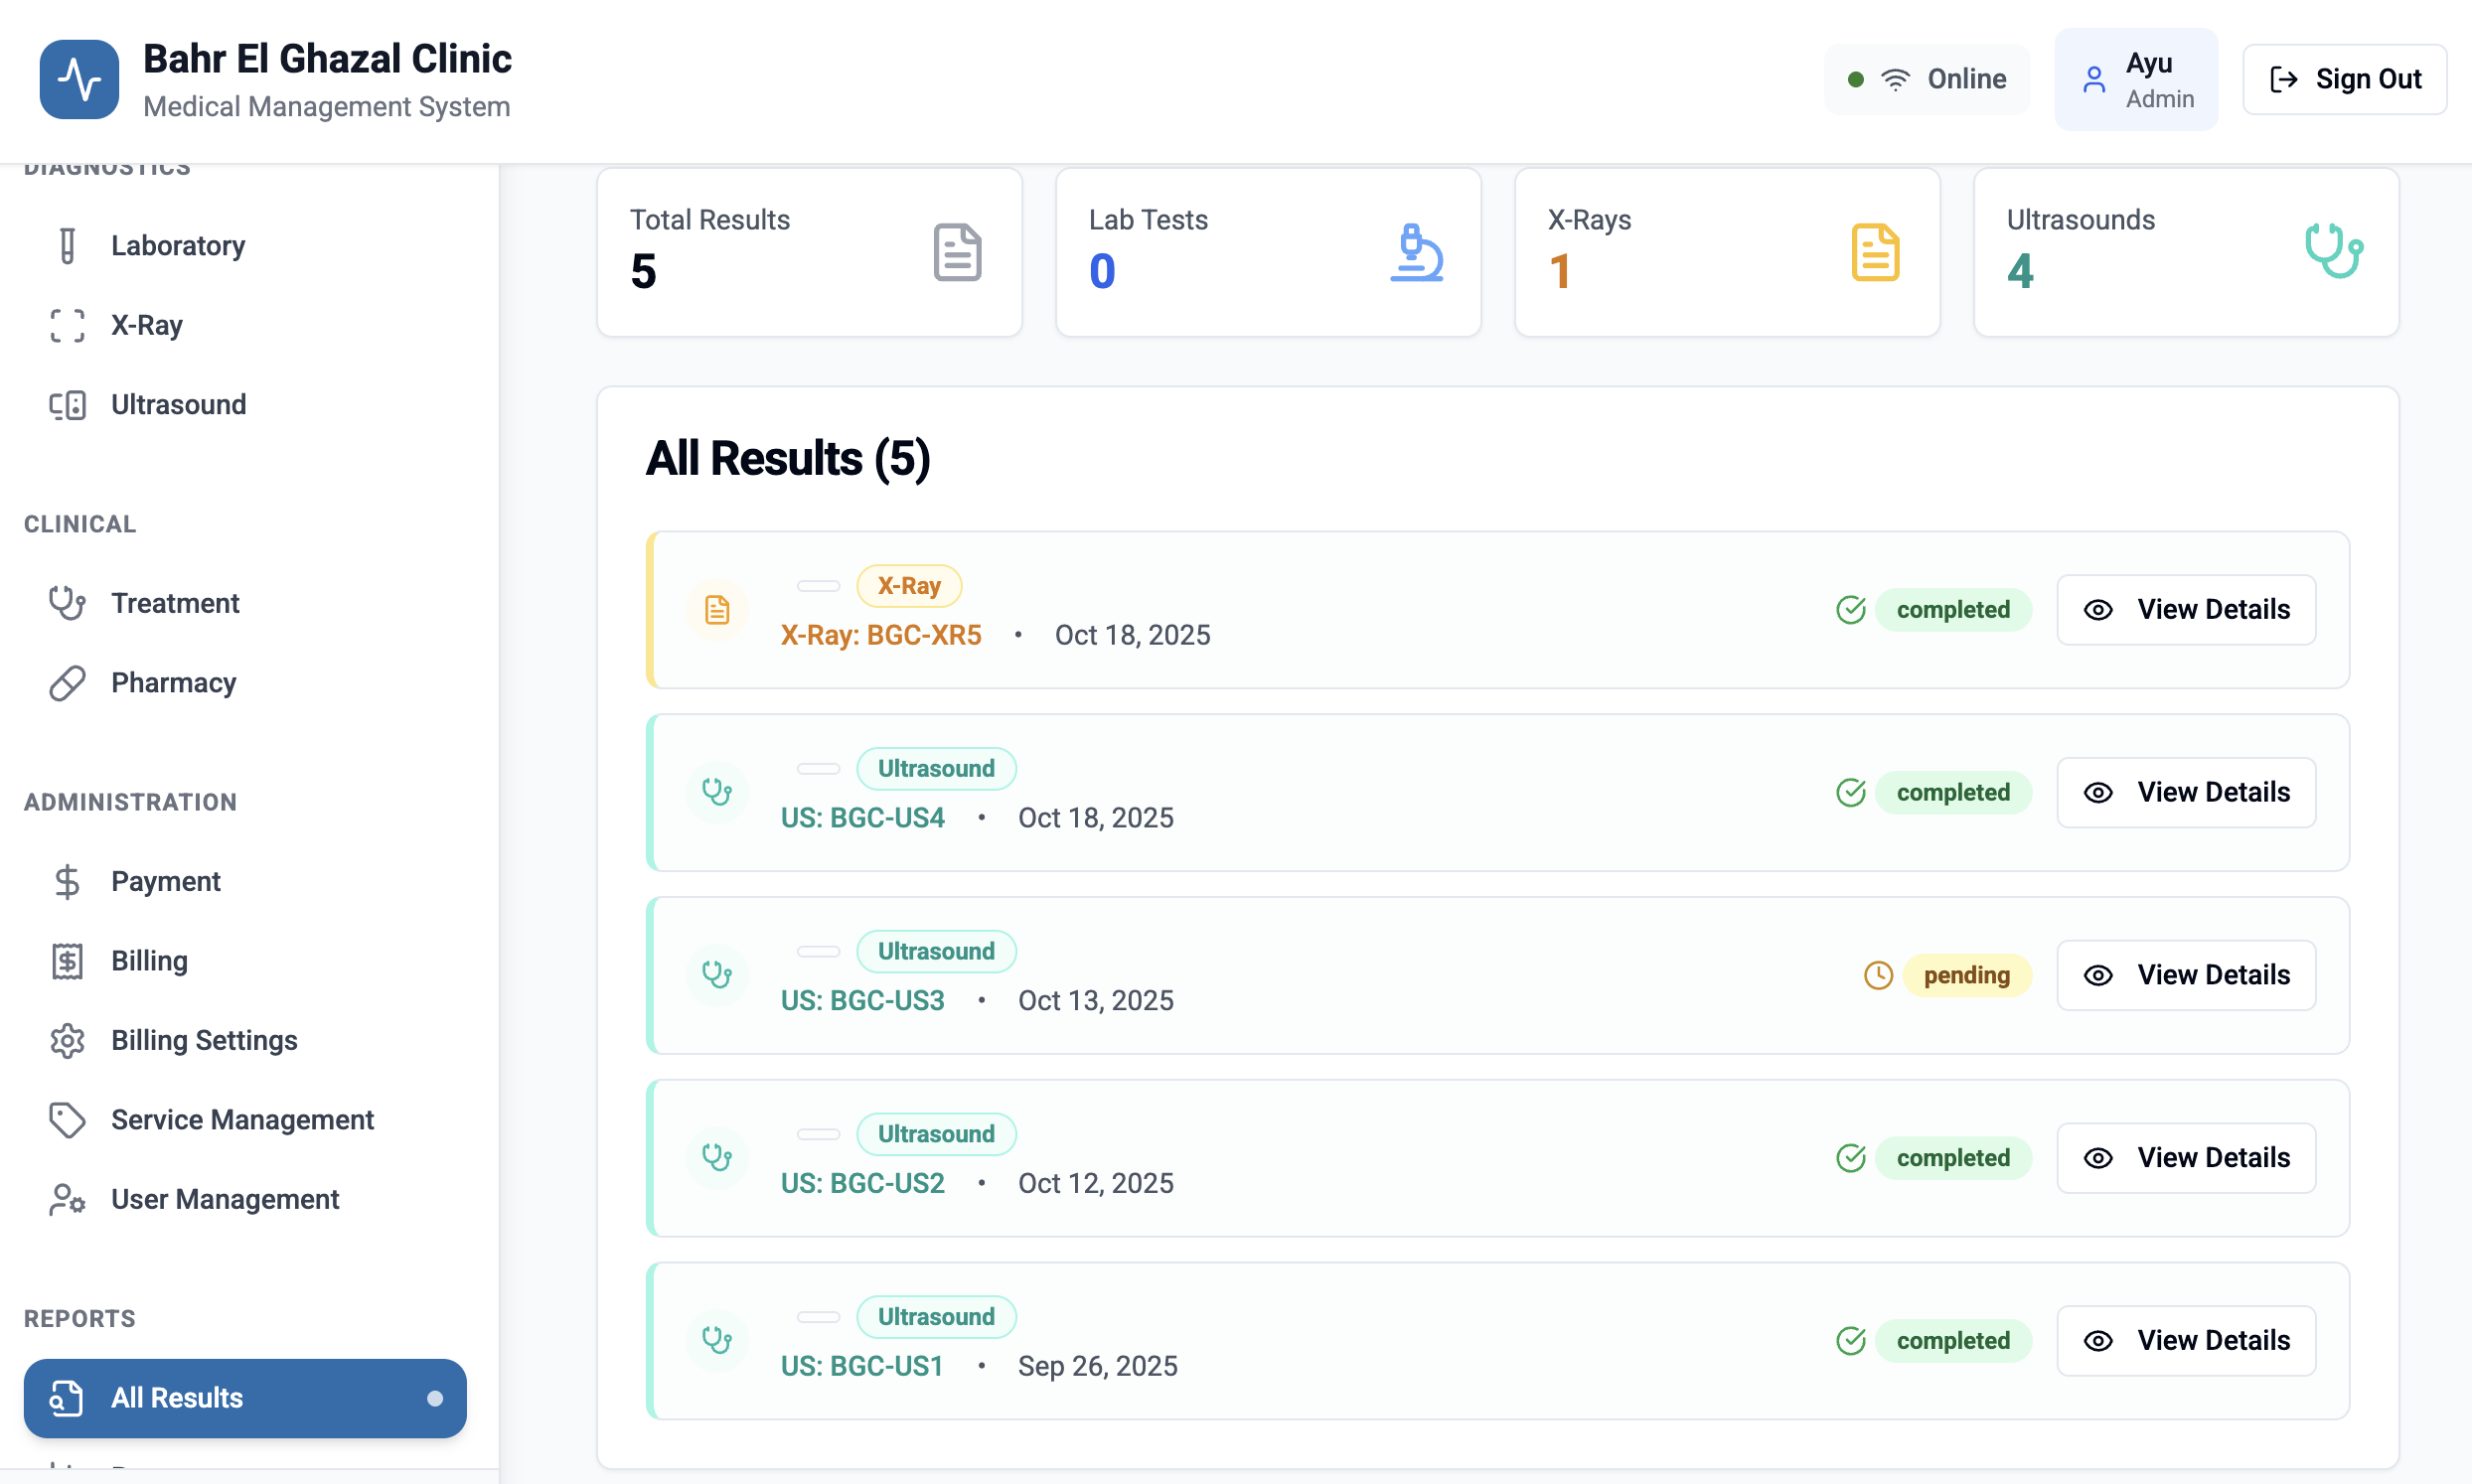 Bahr El Ghazal Clinic
Medical Management System
Online
Ayu
Admin
Sign Out
DIAGNOSTICS
Laboratory
X-Ray
Ultrasound
CLINICAL
Treatment
Pharmacy
ADMINISTRATION
Payment
Billing
Billing Settings
Service Management
User Management
REPORTS
All Results
Total Results
5
Lab Tests
0
X-Rays
1
Ultrasounds
4
All Results (5)
X-Ray
X-Ray: BGC-XR5 • Oct 18, 2025
completed
View Details
Ultrasound
US: BGC-US4 • Oct 18, 2025
completed
View Details
Ultrasound
US: BGC-US3 • Oct 13, 2025
pending
View Details
Ultrasound
US: BGC-US2 • Oct 12, 2025
completed
View Details
Ultrasound
US: BGC-US1 • Sep 26, 2025
completed
View Details